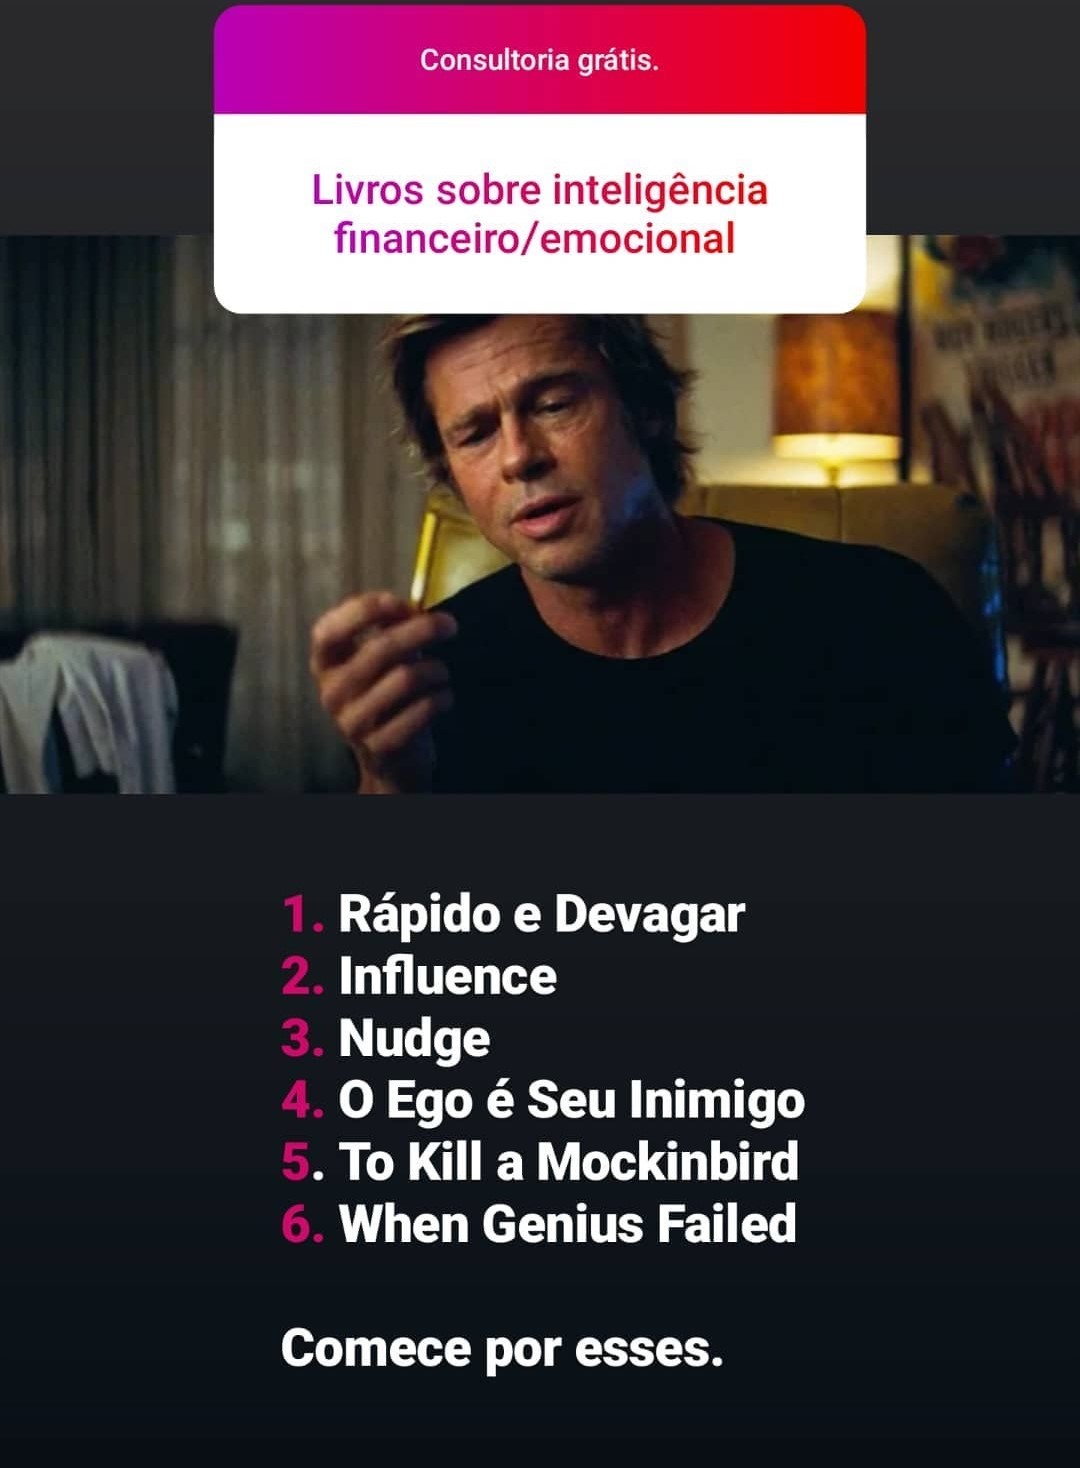 Consultoria grátis.
Livros sobre inteligência
financeiro/emocional
1. Rápido e Devagar
2. Influence
3. Nudge
4. O Ego é Seu Inimigo
5. To Kill a Mockinbird
6. When Genius Failed
Comece por esses.